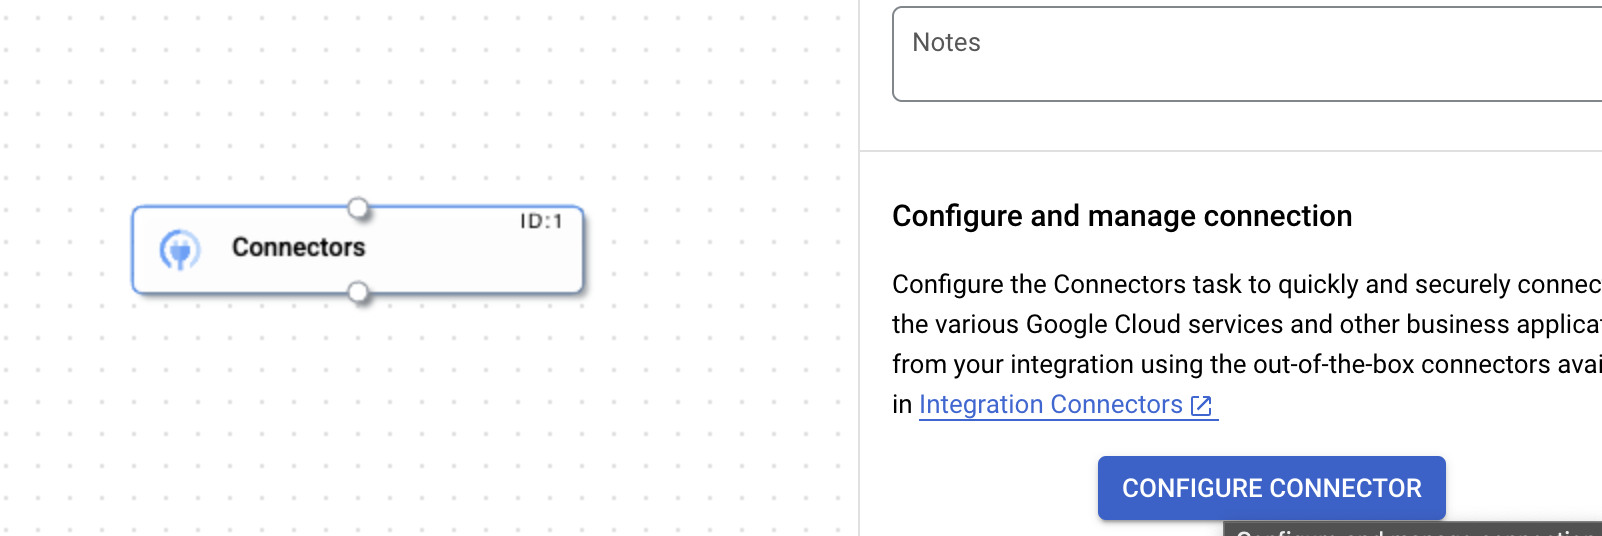 Notes
ID:1
Connectors
Configure and manage connection
Configure the Connectors task to quickly and securely connec
the various Google Cloud services and other business applica
from your integration using the out-of-the-box connectors avai
in Integration Connectors
CONFIGURE CONNECTOR